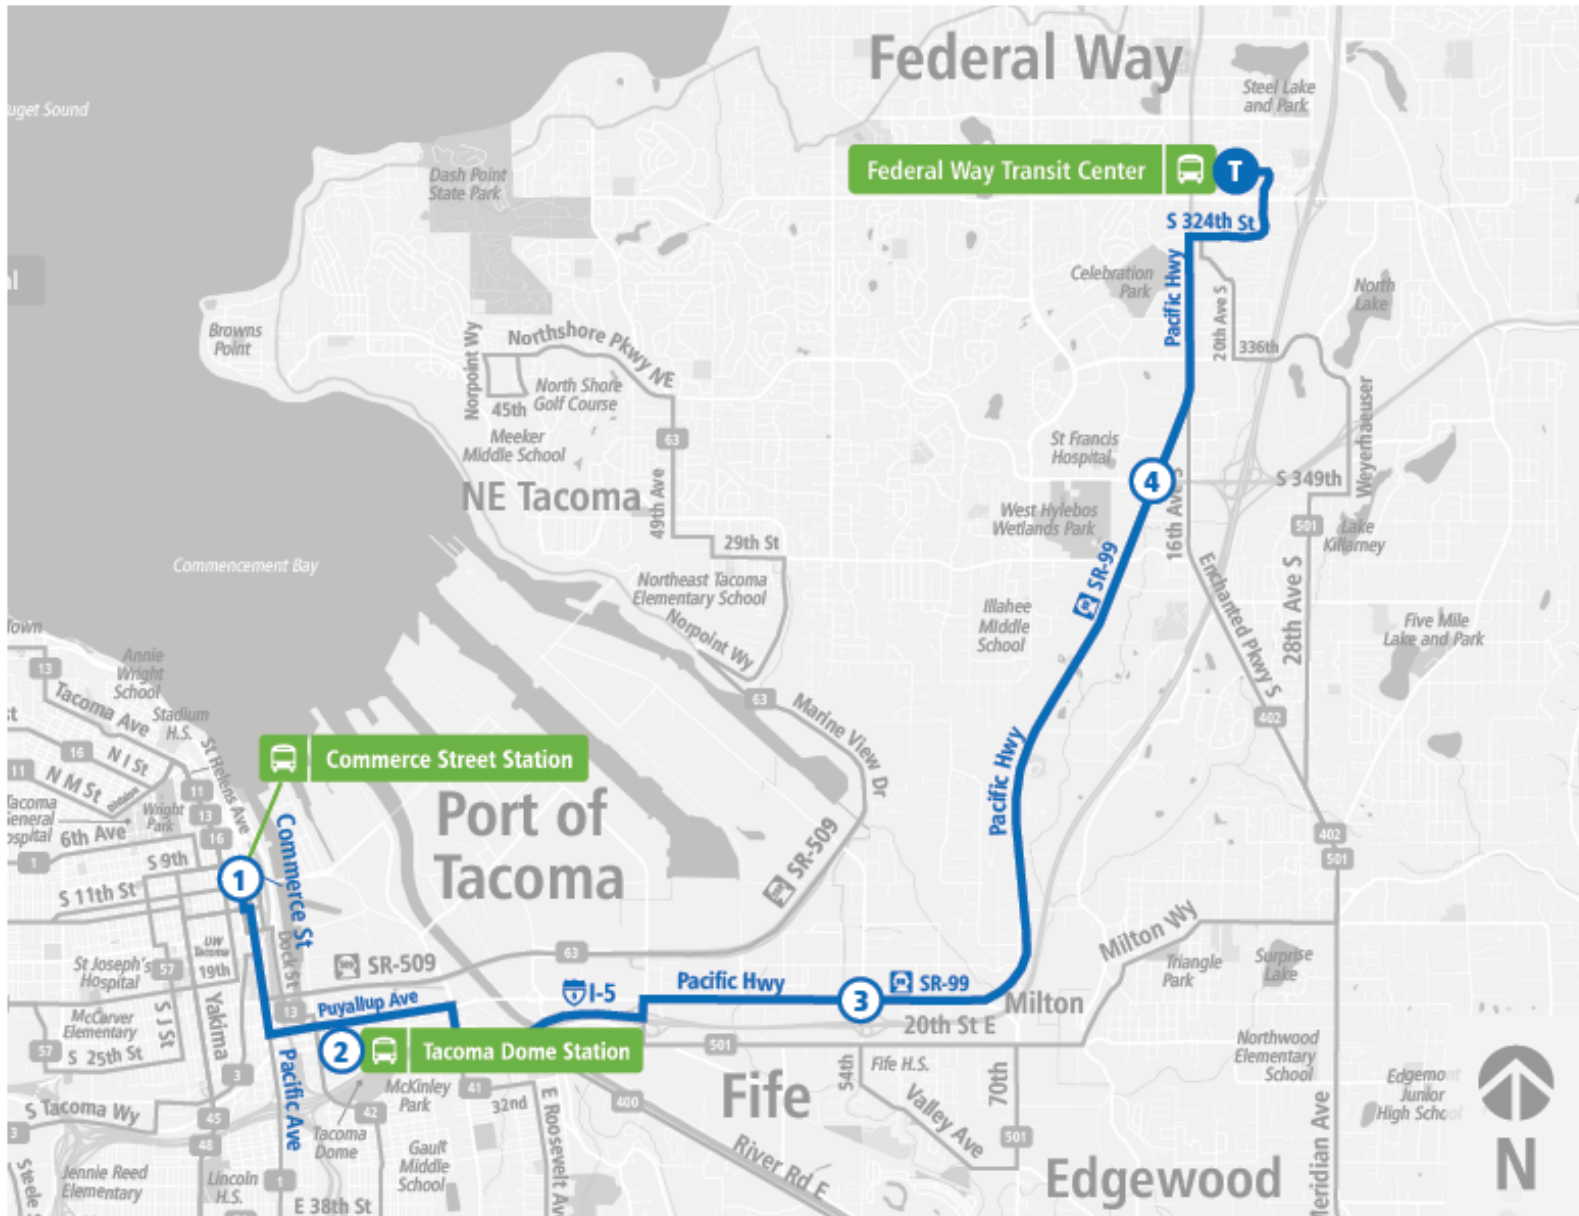 Federal Way
Steel Lake
and Park
uget Sound
Dash Point
State Park
Federal Way Transit Center
T
S 324th St
Celebration
Park
Pacific Hwy
20th Ave S
336th
North
Lake
Browns
Point
Norpoint Wy
Northshore Pkwy NE
45th
North Shore
Golf Course
Meeker
Middle School
63
NE Tacoma
49th Ave
29th St
St Francis
Hospital
4
16th Ave S
S 349th
Weyerhaeuser
West Hylebos
Wetlands Park
501
Lake
Killarney
Commencement Bay
Northeast Tacoma
Elementary School
Norpoint Wy
SR-99
Illahee
Middle
School
Enchanted Pkwy S
28th Ave S
Five Mile
Lake and Park
Town
13
Annie
Wright
School
Tacoma Ave
Stadium
H.S.
St Helens Ave
63
Marine View Dr
402
st
16
N I St
11
N M St
Division
11
13
Wright
Park
Commerce Street Station
Pacific Hwy
Tacoma
General
Hospital
6th Ave
16
1
S 9th
Commerce St
Port of
Tacoma
402
501
S 11th St
1
SR-509
Milton Wy
UW
Tacoma
Dock St
St Joseph's
Hospital
57
19th
SR-509
63
Triangle
Park
Surprise
Lake
Pacific Hwy
3
SR-99
Milton
I-5
Puyallup Ave
13
S J St
Yakima
McCarver
Elementary
57
S 25th St
2
Tacoma Dome Station
501
20th St E
Northwood
Elementary
School
Fife
54th
Fife H.S.
70th
Valley Ave
501
Edgemont
Junior
High School
3
Pacific Ave
McKinley
Park
41
32nd
400
S Tacoma Wy
45
42
48
3
Tacoma
Dome
E Roosevelt Av
River Rd E
Gault
Middle
School
Edgewood
Meridian Ave
N
Steele S
Jennie Reed
Elementary
Lincoln
H.S.
1
E 38th St